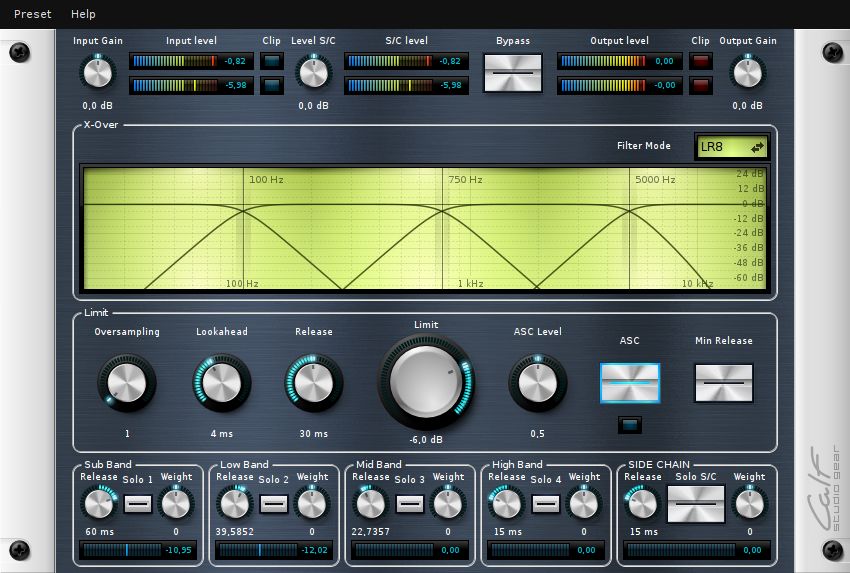 Preset Help
Input Gain Input level Clip Level S/C S/C level Bypass Output level Clip Output Gain
-0,82 -0,82 0,00
-5,98 -5,98 -0,00
0,0 dB 0,0 dB 0,0 dB
X-Over
Filter Mode LR8
100 Hz 750 Hz 5000 Hz 24 dB
12 dB
0 dB
-12 dB
-24 dB
-36 dB
-48 dB
-60 dB
100 Hz 1 kHz 10 kHz
Limit
Oversampling Lookahead Release Limit ASC Level ASC Min Release
1 4 ms 30 ms -6,0 dB 0,5
Sub Band Low Band Mid Band High Band SIDE CHAIN
Release Solo 1 Weight Release Solo 2 Weight Release Solo 3 Weight Release Solo 4 Weight Release Solo S/C Weight
60 ms 0 39,5852 0 22,7357 0 15 ms 0 15 ms 0
-10,95 -12,02 0,00 0,00 0,00
Calf studio gear